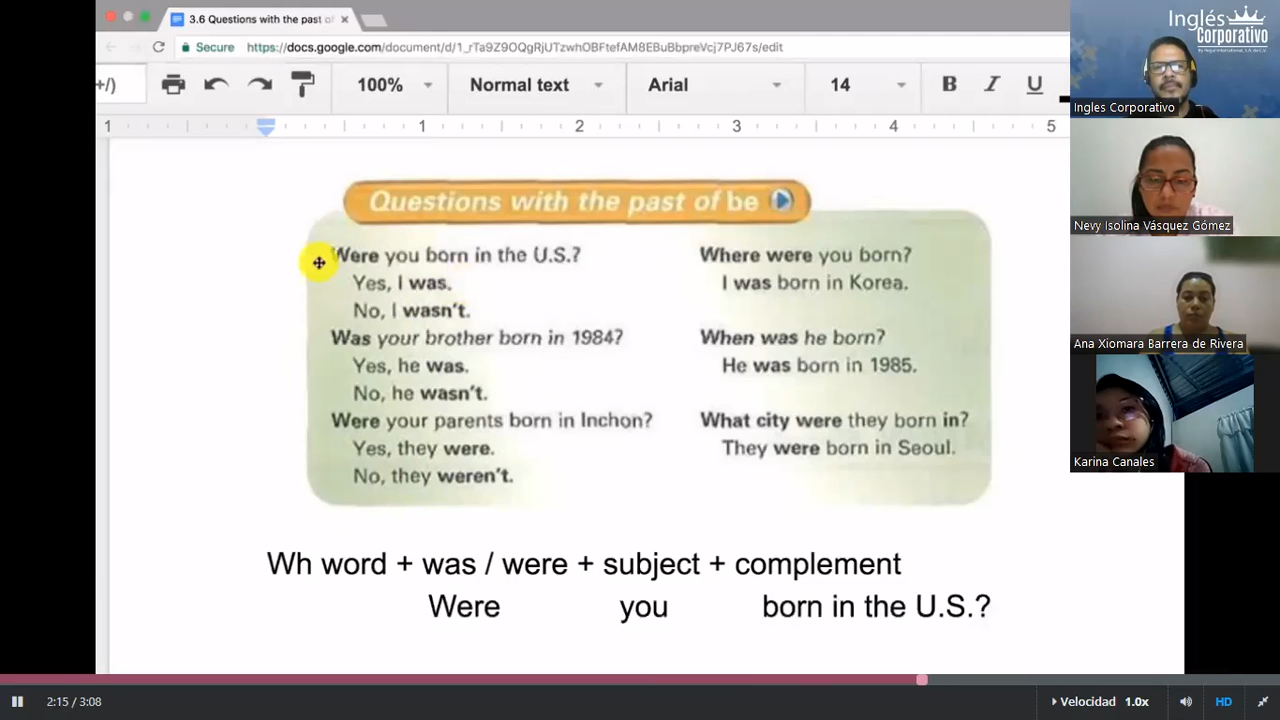 3.6 Questions with the past of
Secure https://docs.google.com/document/d/1_rTa9Z9OQgRjUTzwhOBFtefAM8EBuBbpreVcj7PJ67s/edit
+/) 100% Normal text Arial 14 B I U
1 1 2 3 4 5
Questions with the past of be
Were you born in the U.S.?
Yes, I was.
No, I wasn't.
Was your brother born in 1984?
Yes, he was.
No, he wasn't.
Were your parents born in Inchon?
Yes, they were.
No, they weren't.
Where were you born?
I was born in Korea.
When was he born?
He was born in 1985.
What city were they born in?
They were born in Seoul.
Wh word + was / were + subject + complement
Were you born in the U.S.?
Inglés
Corporativo
Ingles Corporativo
Nevy Isolina Vásquez Gómez
Ana Xiomara Barrera de Rivera
Karina Canales
2:15 / 3:08
Velocidad 1.0x
HD